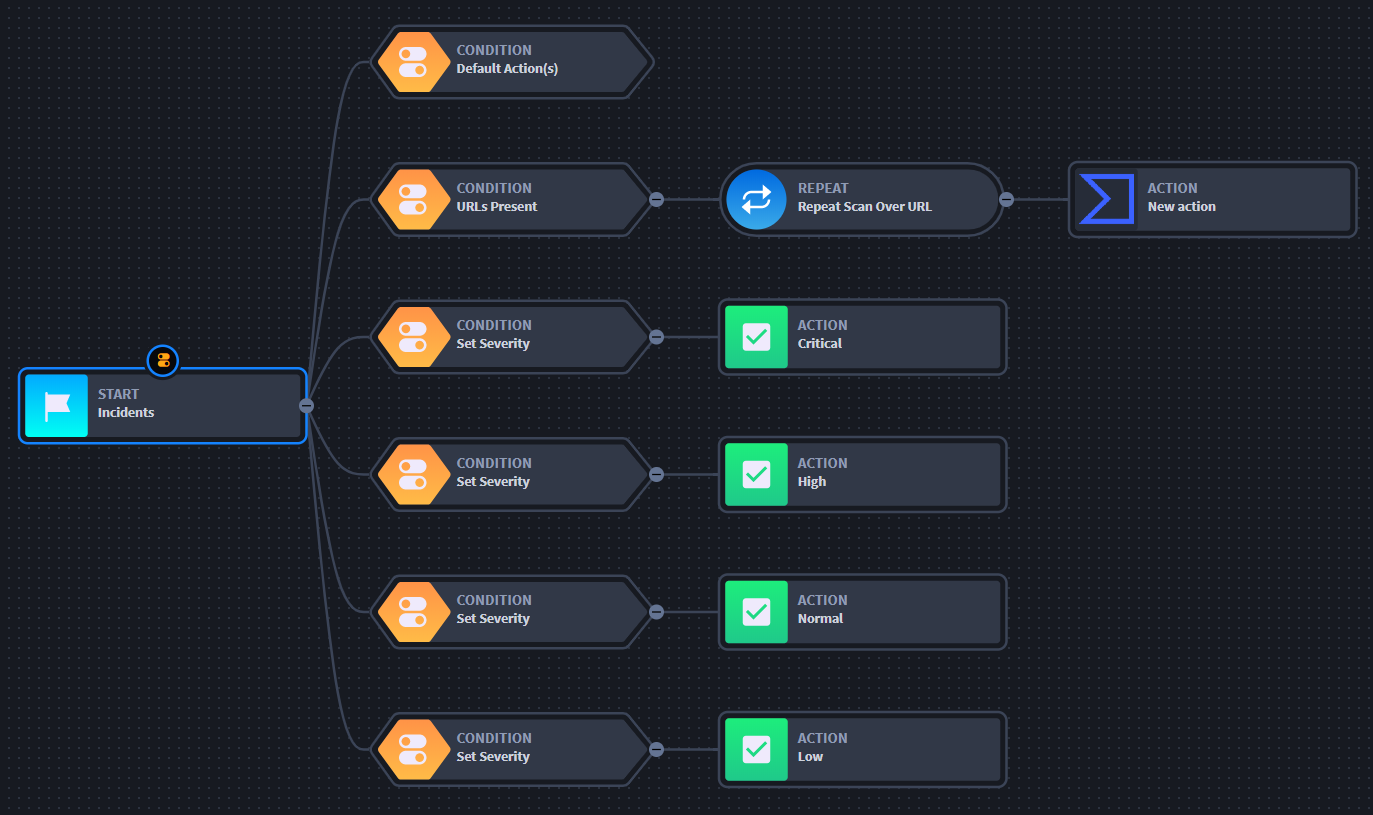 CONDITION
Default Action(s)
CONDITION
URLs Present
REPEAT
Repeat Scan Over URL
ACTION
New action
CONDITION
Set Severity
ACTION
Critical
START
Incidents
CONDITION
Set Severity
ACTION
High
CONDITION
Set Severity
ACTION
Normal
CONDITION
Set Severity
ACTION
Low